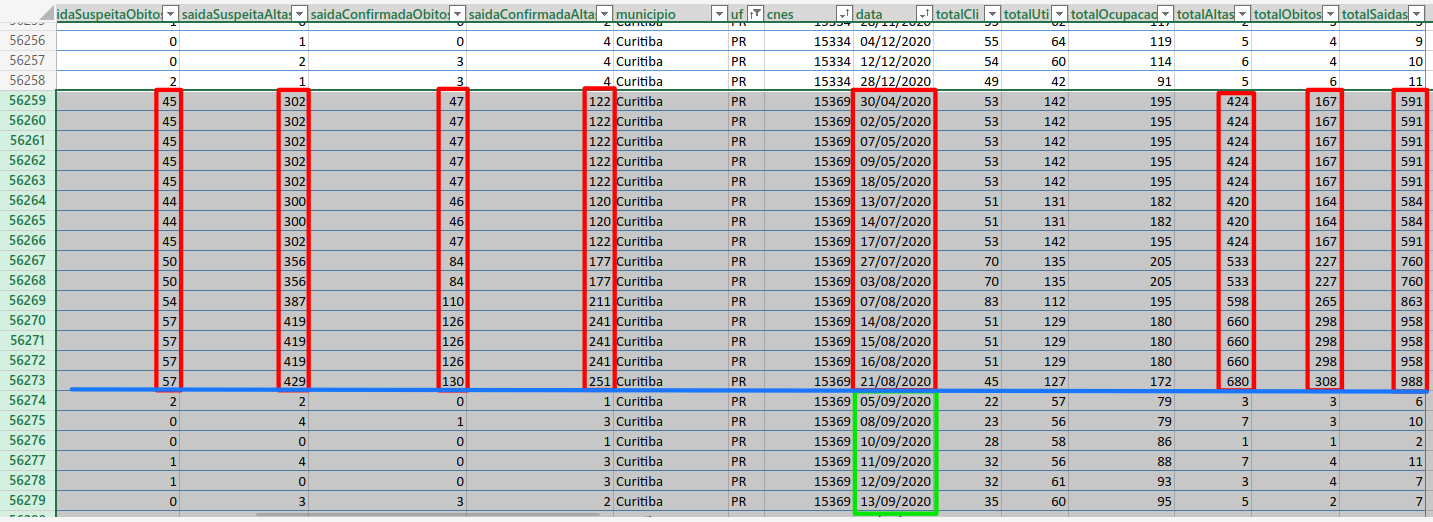 idaSuspeitaObitos saidaSuspeitaAltas saidaConfirmadaObitos saidaConfirmadaAltas municipio uf cnes data totalCli totalUti totalOcupacao totalAltas totalObitos totalSaidas
56256 0 1 0 4 Curitiba PR 15334 04/12/2020 55 64 119 5 4 9
56257 0 2 3 4 Curitiba PR 15334 12/12/2020 54 60 114 6 4 10
56258 2 1 3 4 Curitiba PR 15334 28/12/2020 49 42 91 5 6 11
56259 45 302 47 122 Curitiba PR 15369 30/04/2020 53 142 195 424 167 591
56260 45 302 47 122 Curitiba PR 15369 02/05/2020 53 142 195 424 167 591
56261 45 302 47 122 Curitiba PR 15369 07/05/2020 53 142 195 424 167 591
56262 45 302 47 122 Curitiba PR 15369 09/05/2020 53 142 195 424 167 591
56263 45 302 47 122 Curitiba PR 15369 18/05/2020 53 142 195 424 167 591
56264 44 300 46 120 Curitiba PR 15369 13/07/2020 51 131 182 420 164 584
56265 44 300 46 120 Curitiba PR 15369 14/07/2020 51 131 182 420 164 584
56266 45 302 47 122 Curitiba PR 15369 17/07/2020 53 142 195 424 167 591
56267 50 356 84 177 Curitiba PR 15369 27/07/2020 70 135 205 533 227 760
56268 50 356 84 177 Curitiba PR 15369 03/08/2020 70 135 205 533 227 760
56269 54 387 110 211 Curitiba PR 15369 07/08/2020 83 112 195 598 265 863
56270 57 419 126 241 Curitiba PR 15369 14/08/2020 51 129 180 660 298 958
56271 57 419 126 241 Curitiba PR 15369 15/08/2020 51 129 180 660 298 958
56272 57 419 126 241 Curitiba PR 15369 16/08/2020 51 129 180 660 298 958
56273 57 429 130 251 Curitiba PR 15369 21/08/2020 45 127 172 680 308 988
56274 2 2 0 1 Curitiba PR 15369 05/09/2020 22 57 79 3 3 6
56275 0 4 1 3 Curitiba PR 15369 08/09/2020 23 56 79 7 3 10
56276 0 0 0 1 Curitiba PR 15369 10/09/2020 28 58 86 1 1 2
56277 1 4 0 3 Curitiba PR 15369 11/09/2020 32 56 88 7 4 11
56278 1 0 0 3 Curitiba PR 15369 12/09/2020 32 61 93 3 4 7
56279 0 3 3 2 Curitiba PR 15369 13/09/2020 35 60 95 5 2 7